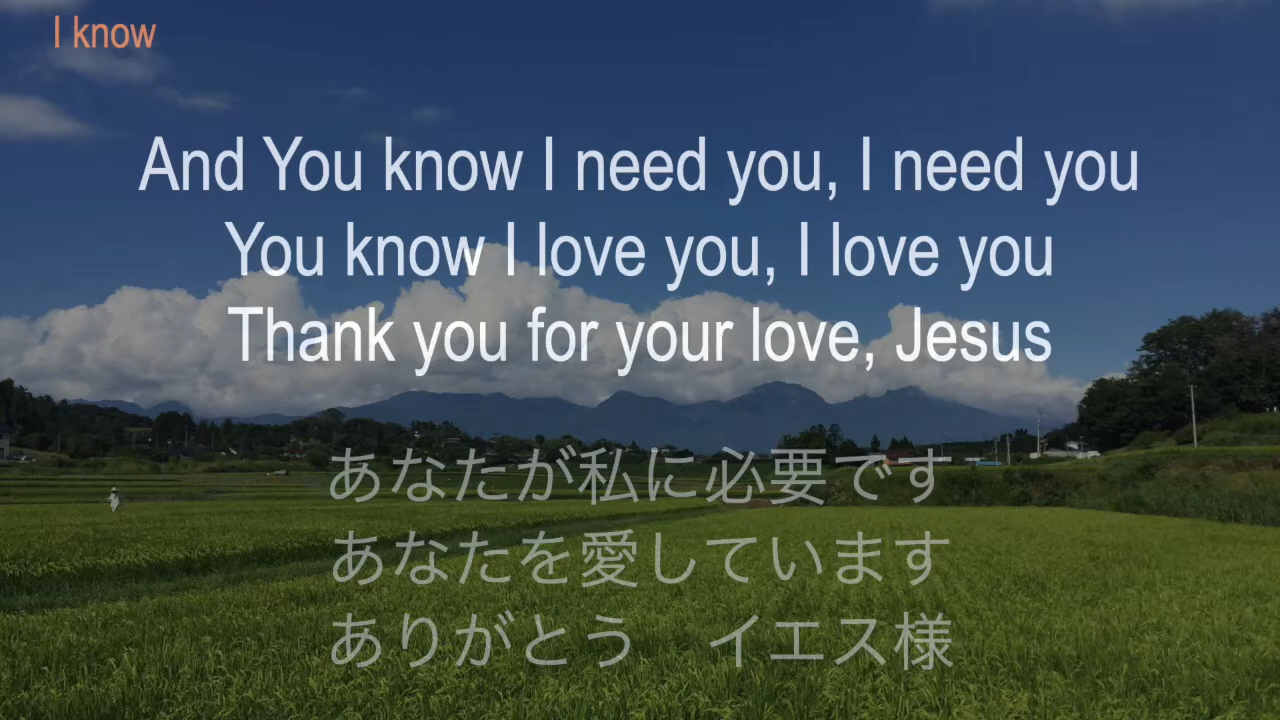 I know
And You know I need you, I need you
You know I love you, I love you
Thank you for your love, Jesus
あなたが私に必要です
あなたを愛しています
ありがとう　イエス様